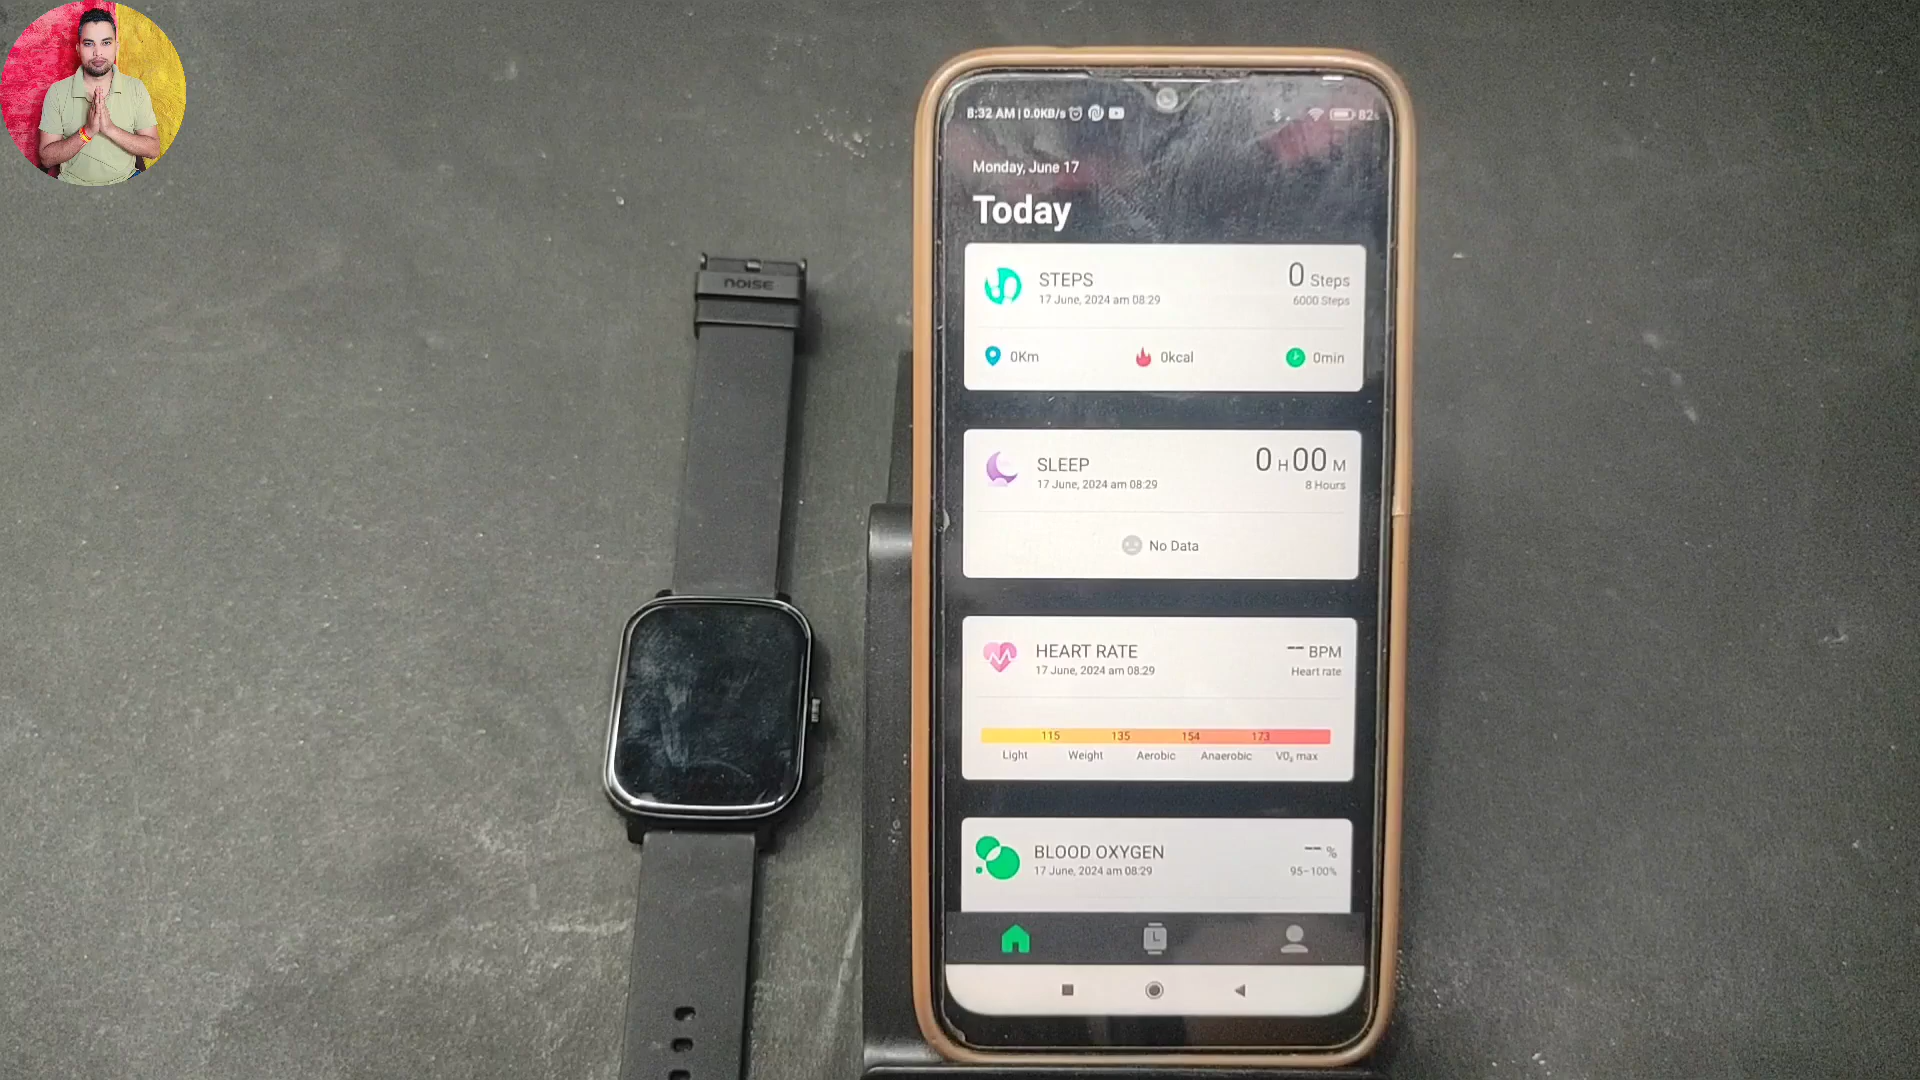 noise
8:32 AM | 0.0KB/s
82
Monday, June 17
Today
STEPS
17 June, 2024 am 08:29
0 Steps
6000 Steps
0Km
0kcal
0min
SLEEP
17 June, 2024 am 08:29
0 H 00 M
8 Hours
No Data
HEART RATE
17 June, 2024 am 08:29
-- BPM
Heart rate
115 135 154 173
Light Weight Aerobic Anaerobic VO₂ max
BLOOD OXYGEN
17 June, 2024 am 08:29
-- %
95-100%